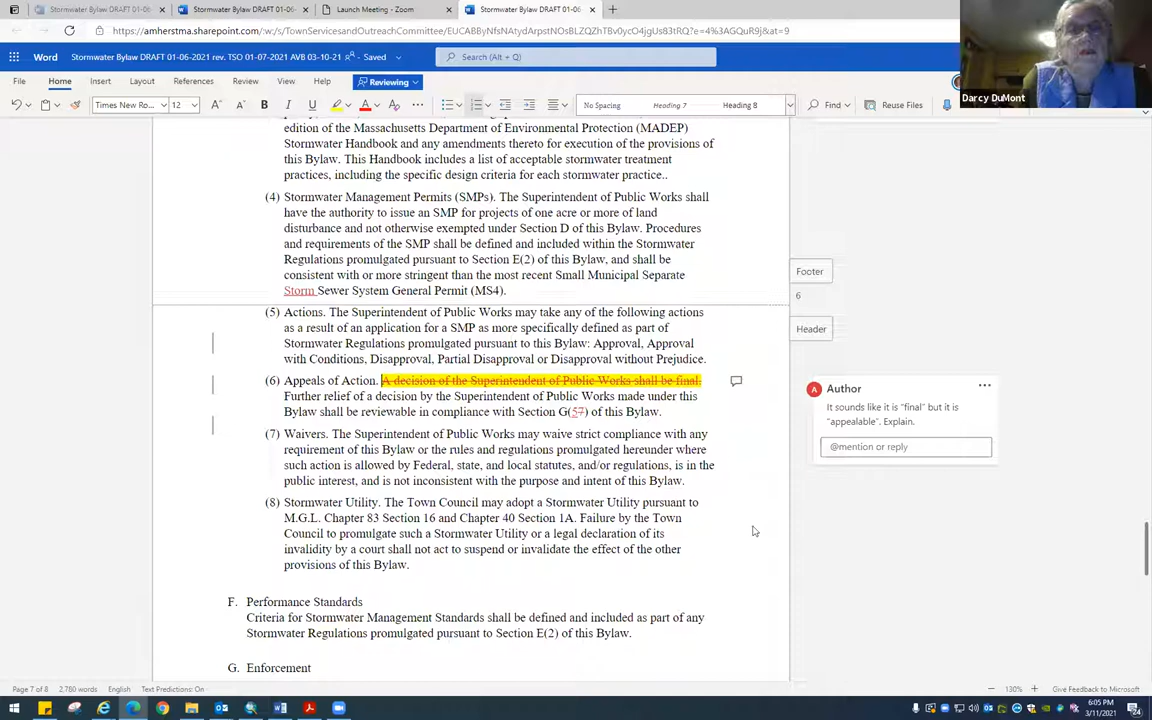 Stormwater Bylaw DRAFT 01-06
Stormwater Bylaw DRAFT 01-06-
Launch Meeting - Zoom
Stormwater Bylaw DRAFT 01-06
https://amherstma.sharepoint.com/:w:/s/TownServicesandOutreachCommittee/EUCABByNfsNAtydArpstNOsBLZQZhTBv0ycO4jgUs83tRQ?e=4%3AGQuR9j&at=9
Word
Stormwater Bylaw DRAFT 01-06-2021 rev. TSO 01-07-2021 AVB 03-10-21
- Saved
Search (Alt + Q)
Darcy DuMont
File
Home
Insert
Layout
References
Review
View
Help
Reviewing
Times New Ro...
12
No Spacing
Heading 7
Heading 8
Find
Reuse Files
edition of the Massachusetts Department of Environmental Protection (MADEP)
Stormwater Handbook and any amendments thereto for execution of the provisions of
this Bylaw. This Handbook includes a list of acceptable stormwater treatment
practices, including the specific design criteria for each stormwater practice..
(4) Stormwater Management Permits (SMPs). The Superintendent of Public Works shall
have the authority to issue an SMP for projects of one acre or more of land
disturbance and not otherwise exempted under Section D of this Bylaw. Procedures
and requirements of the SMP shall be defined and included within the Stormwater
Regulations promulgated pursuant to Section E(2) of this Bylaw, and shall be
consistent with or more stringent than the most recent Small Municipal Separate
Storm Sewer System General Permit (MS4).
Footer
6
Header
(5) Actions. The Superintendent of Public Works may take any of the following actions
as a result of an application for a SMP as more specifically defined as part of
Stormwater Regulations promulgated pursuant to this Bylaw: Approval, Approval
with Conditions, Disapproval, Partial Disapproval or Disapproval without Prejudice.
(6) Appeals of Action. A decision of the Superintendent of Public Works shall be final.
Further relief of a decision by the Superintendent of Public Works made under this
Bylaw shall be reviewable in compliance with Section G(57) of this Bylaw.
(7) Waivers. The Superintendent of Public Works may waive strict compliance with any
requirement of this Bylaw or the rules and regulations promulgated hereunder where
such action is allowed by Federal, state, and local statutes, and/or regulations, is in the
public interest, and is not inconsistent with the purpose and intent of this Bylaw.
(8) Stormwater Utility. The Town Council may adopt a Stormwater Utility pursuant to
M.G.L. Chapter 83 Section 16 and Chapter 40 Section 1A. Failure by the Town
Council to promulgate such a Stormwater Utility or a legal declaration of its
invalidity by a court shall not act to suspend or invalidate the effect of the other
provisions of this Bylaw.
F. Performance Standards
Criteria for Stormwater Management Standards shall be defined and included as part of any
Stormwater Regulations promulgated pursuant to Section E(2) of this Bylaw.
G. Enforcement
A
Author
It sounds like it is "final" but it is
"appealable". Explain.
@mention or reply
Page 7 of 8
2,780 words
English
Text Predictions: On
130%
Give Feedback to Microsoft
6:05 PM
3/11/2021